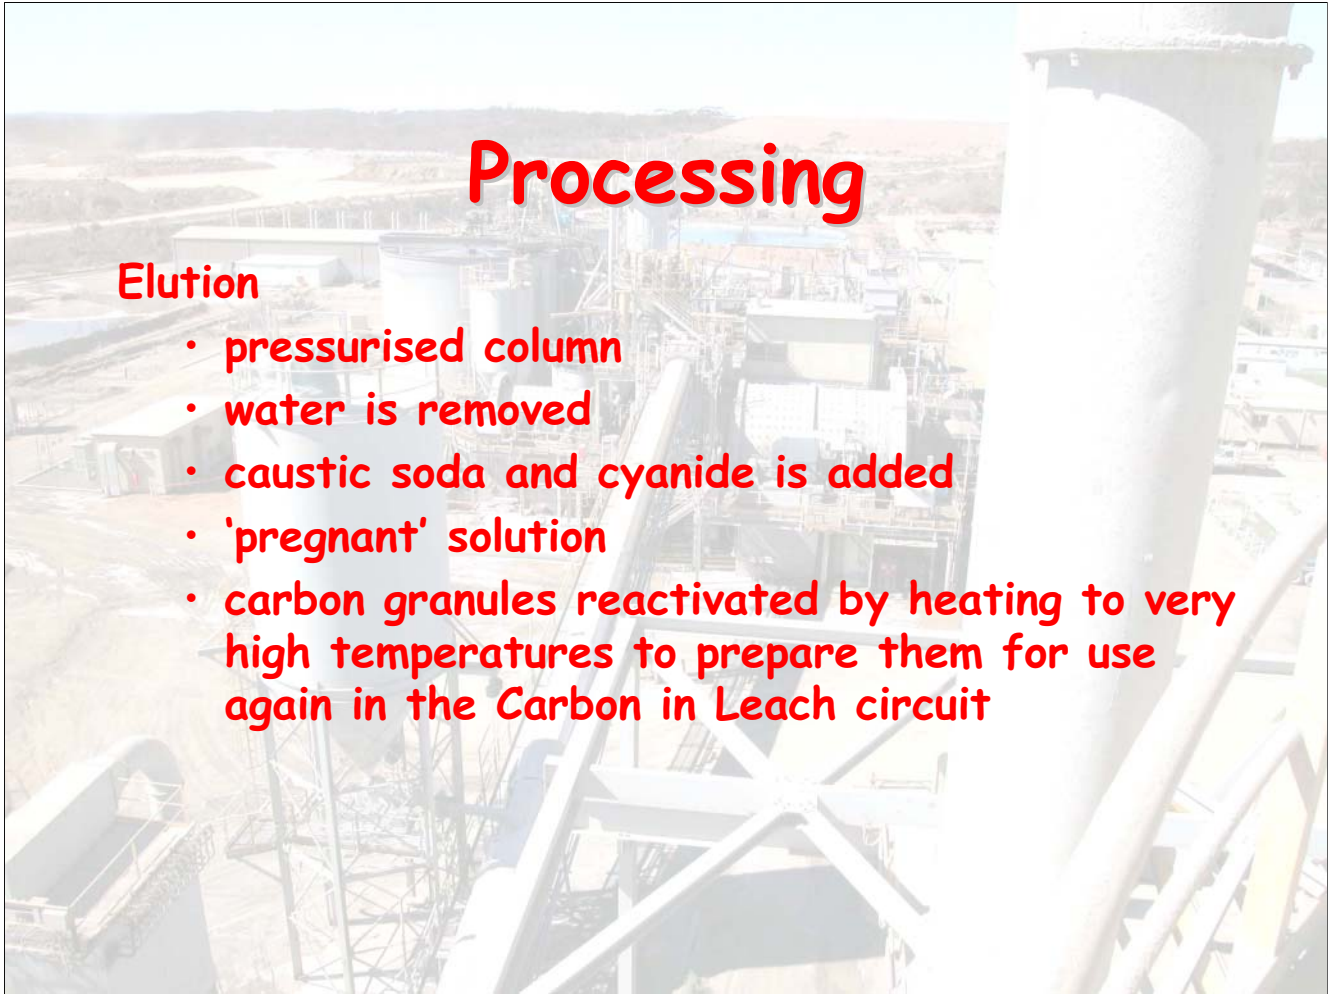 Processing
Elution
• pressurised column
• water is removed
• caustic soda and cyanide is added
• ‘pregnant’ solution
• carbon granules reactivated by heating to very
high temperatures to prepare them for use
again in the Carbon in Leach circuit